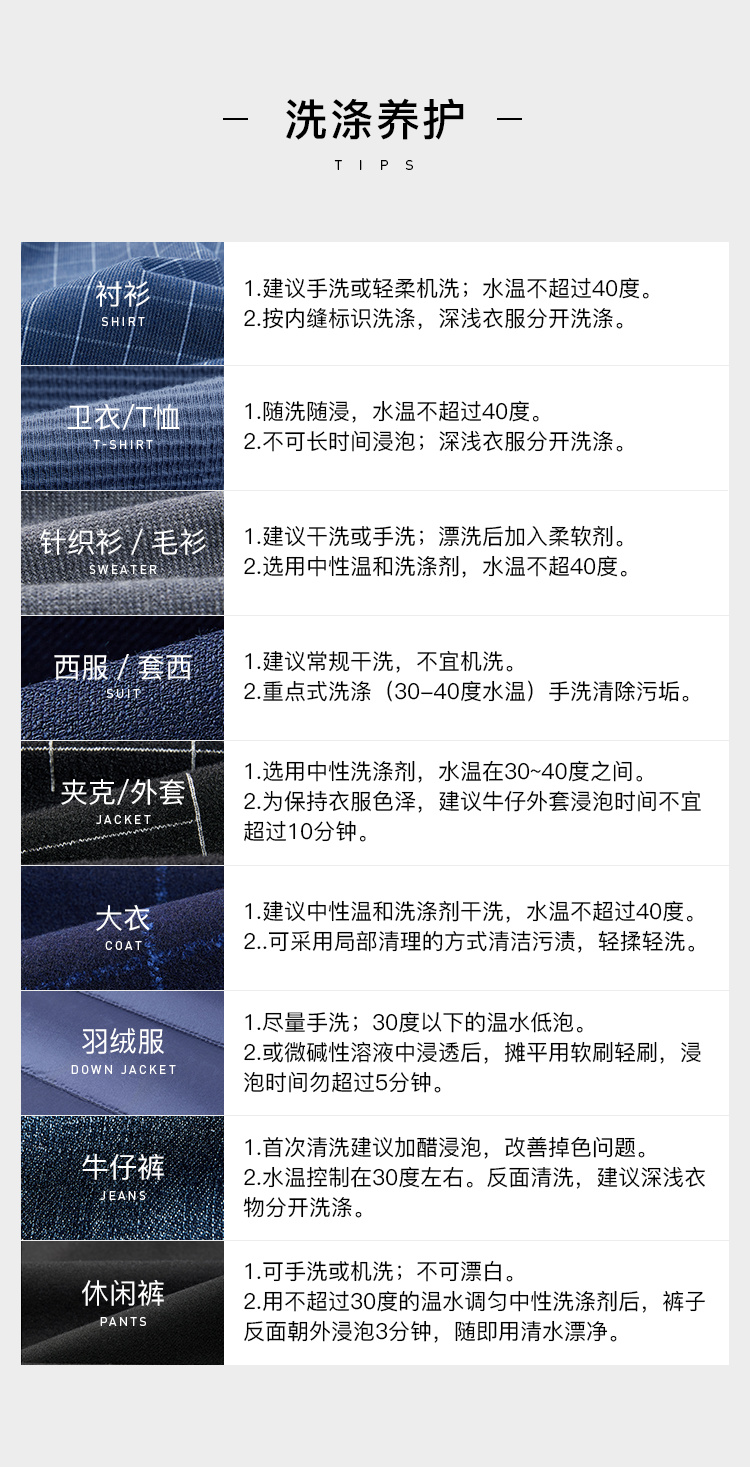 — 洗涤养护 —
TIPS
衬衫
SHIRT
1.建议手洗或轻柔机洗；水温不超过40度。
2.按内缝标识洗涤，深浅衣服分开洗涤。
卫衣/T恤
T-SHIRT
1.随洗随浸，水温不超过40度。
2.不可长时间浸泡；深浅衣服分开洗涤。
针织衫 / 毛衫
SWEATER
1.建议干洗或手洗；漂洗后加入柔软剂。
2.选用中性温和洗涤剂，水温不超40度。
西服 / 套西
SUIT
1.建议常规干洗，不宜机洗。
2.重点式洗涤（30-40度水温）手洗清除污垢。
夹克/外套
JACKET
1.选用中性洗涤剂，水温在30~40度之间。
2.为保持衣服色泽，建议牛仔外套浸泡时间不宜
超过10分钟。
大衣
COAT
1.建议中性温和洗涤剂干洗，水温不超过40度。
2..可采用局部清理的方式清洁污渍，轻揉轻洗。
羽绒服
DOWN JACKET
1.尽量手洗；30度以下的温水低泡。
2.或微碱性溶液中浸透后，摊平用软刷轻刷，浸
泡时间勿超过5分钟。
牛仔裤
JEANS
1.首次清洗建议加醋浸泡，改善掉色问题。
2.水温控制在30度左右。反面清洗，建议深浅衣
物分开洗涤。
休闲裤
PANTS
1.可手洗或机洗；不可漂白。
2.用不超过30度的温水调匀中性洗涤剂后，裤子
反面朝外浸泡3分钟，随即用清水漂净。